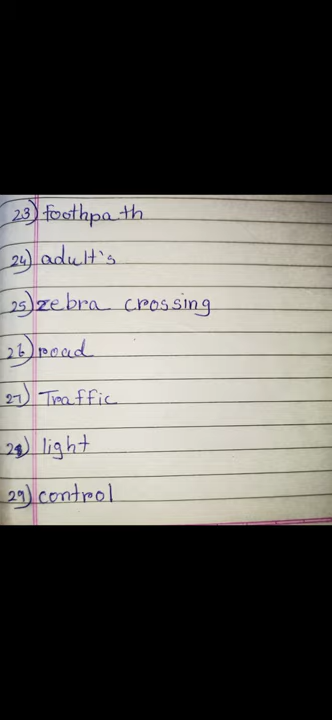 23) foothpath
24) adult's
25) zebra crossing
26) road
27) Traffic
28) light
29) control